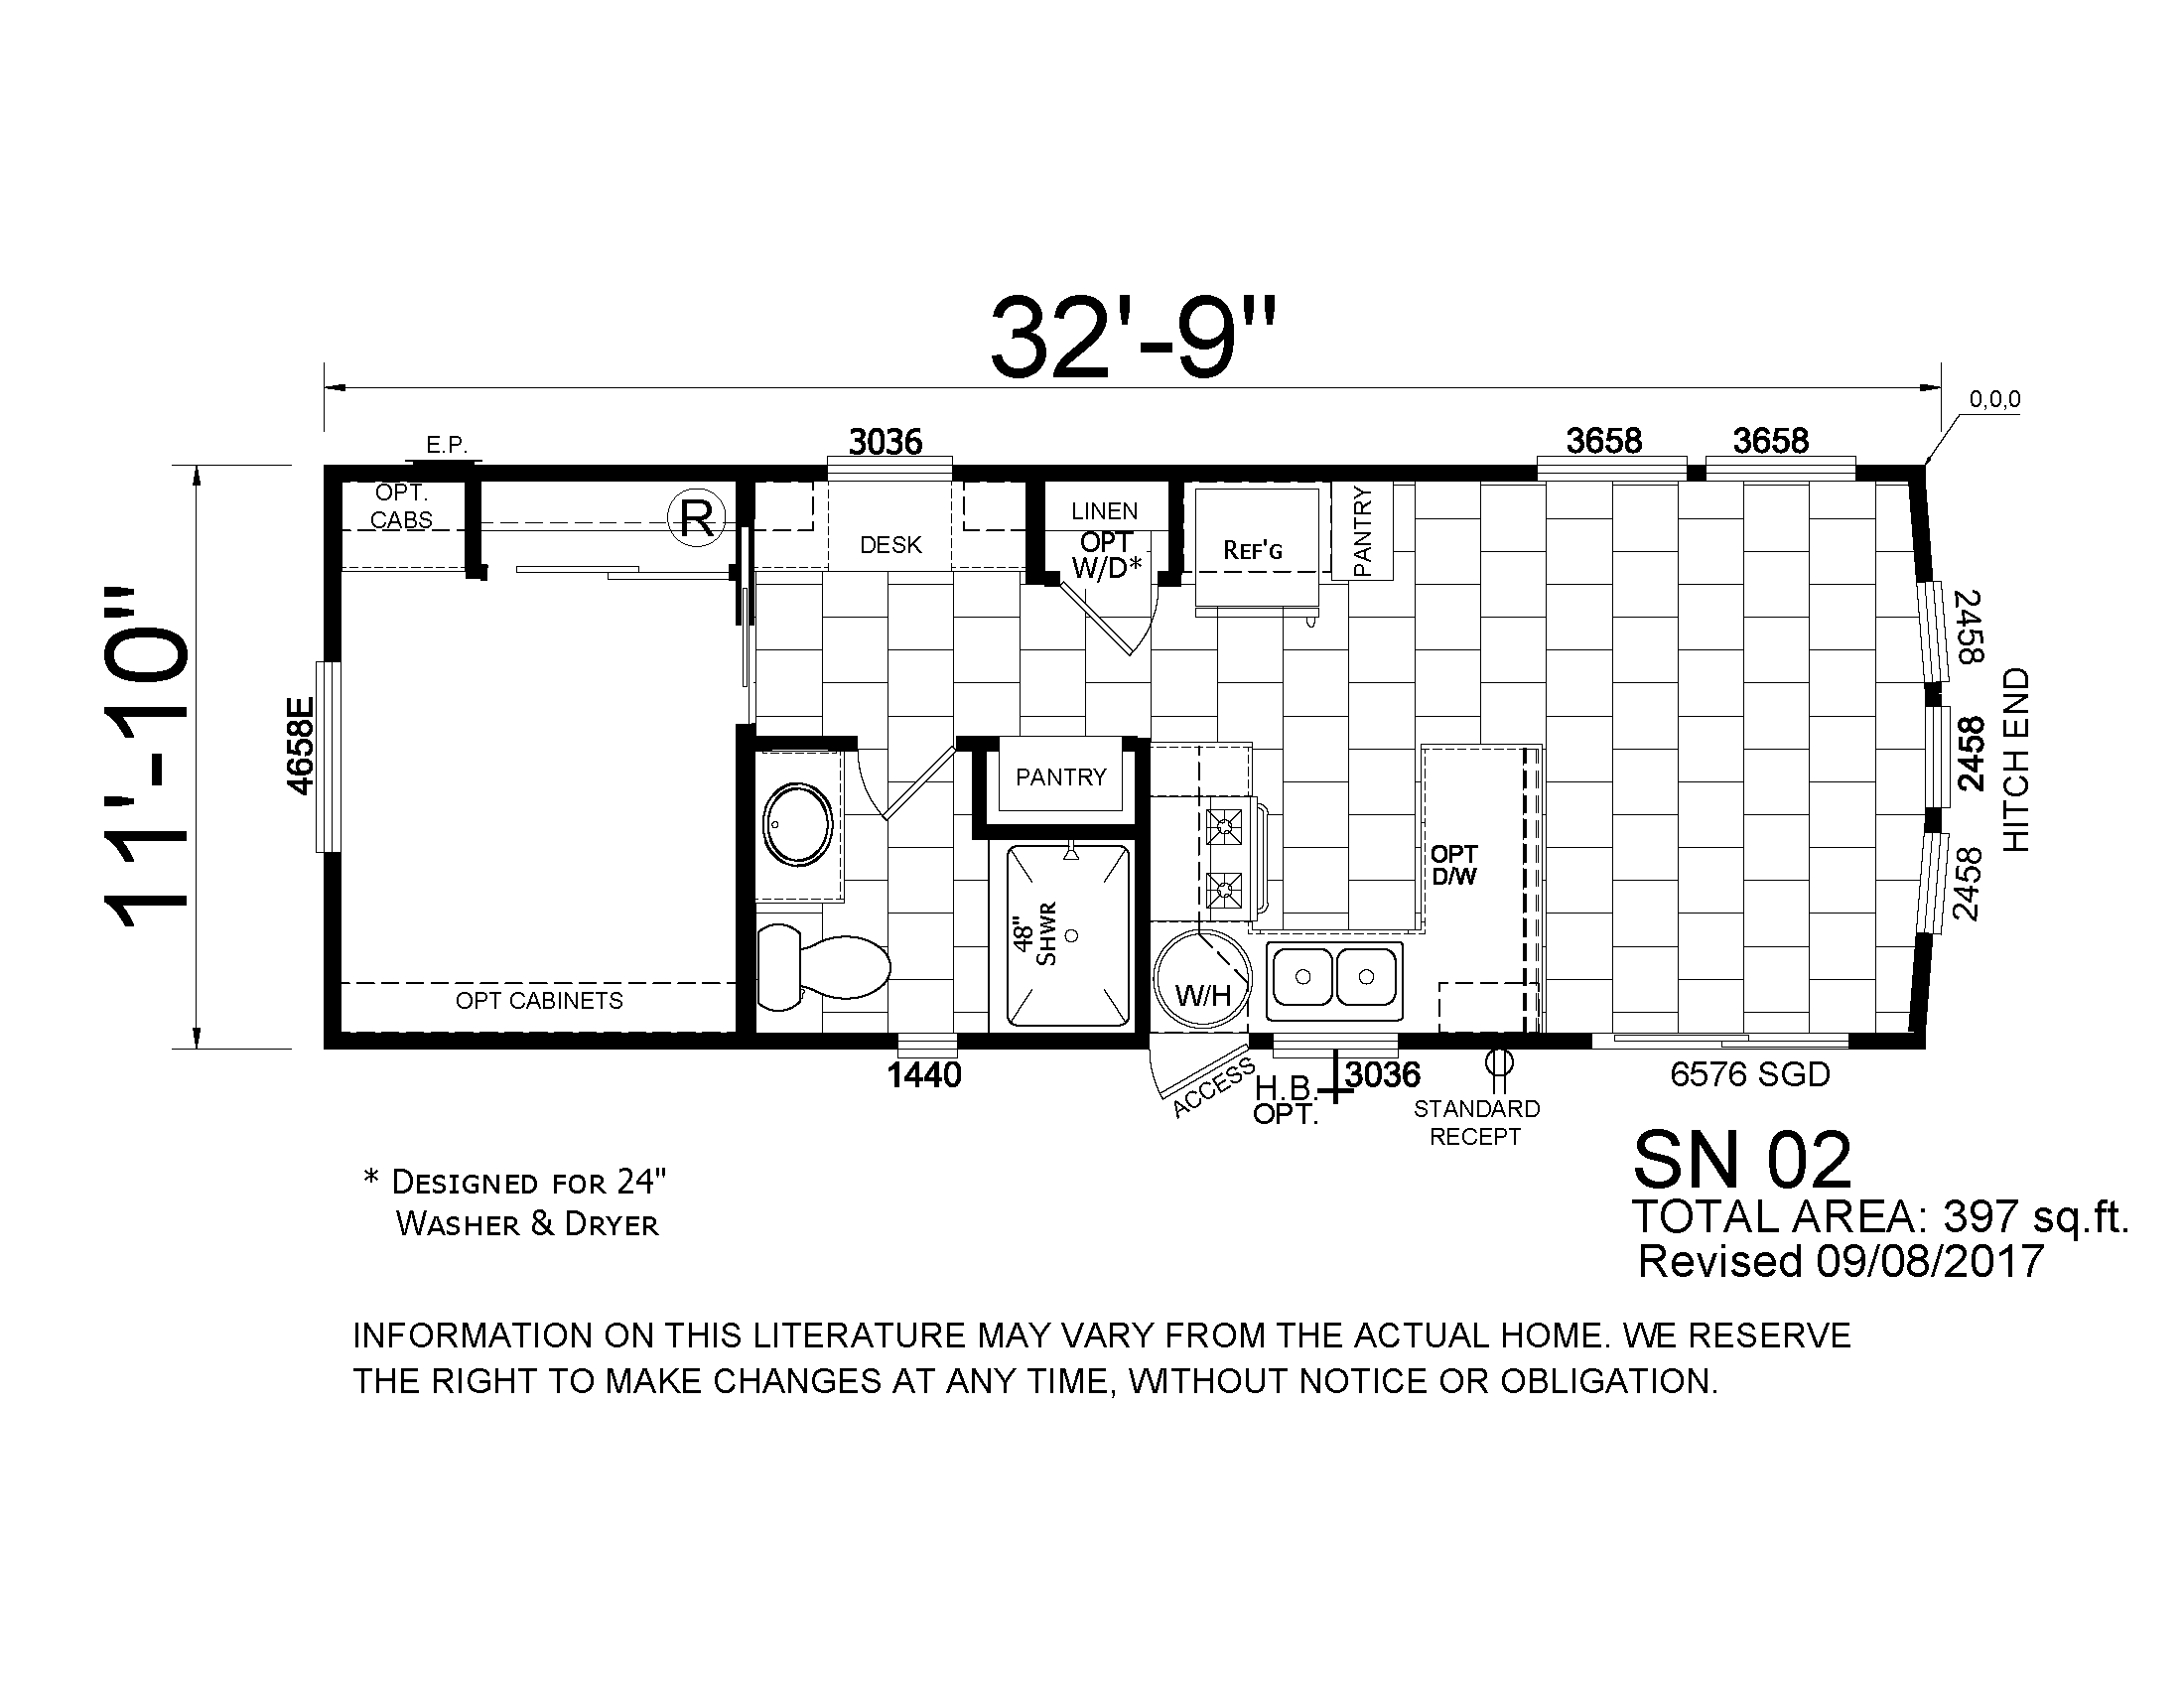 32'-9"
0,0,0
E.P.
3036
3658
3658
OPT.
CABS
R
DESK
LINEN
OPT
W/D*
REF'G
PANTRY
2458
11'-10"
4658E
2458
HITCH END
PANTRY
OPT
D/W
2458
48"
SHWR
OPT CABINETS
W/H
1440
ACCESS
H.B.
OPT.
3036
6576 SGD
STANDARD
RECEPT
SN 02
* DESIGNED FOR 24"
WASHER & DRYER
TOTAL AREA: 397 sq.ft.
Revised 09/08/2017
INFORMATION ON THIS LITERATURE MAY VARY FROM THE ACTUAL HOME. WE RESERVE
THE RIGHT TO MAKE CHANGES AT ANY TIME, WITHOUT NOTICE OR OBLIGATION.